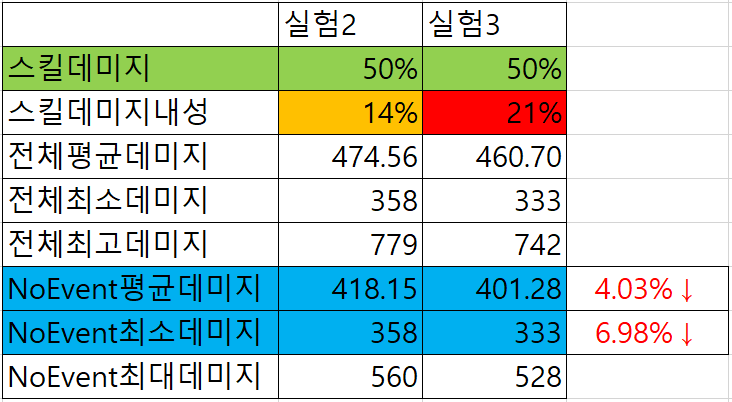 실험2 실험3
스킬데미지 50% 50%
스킬데미지내성 14% 21%
전체평균데미지 474.56 460.70
전체최소데미지 358 333
전체최고데미지 779 742
NoEvent평균데미지 418.15 401.28 4.03%↓
NoEvent최소데미지 358 333 6.98%↓
NoEvent최대데미지 560 528